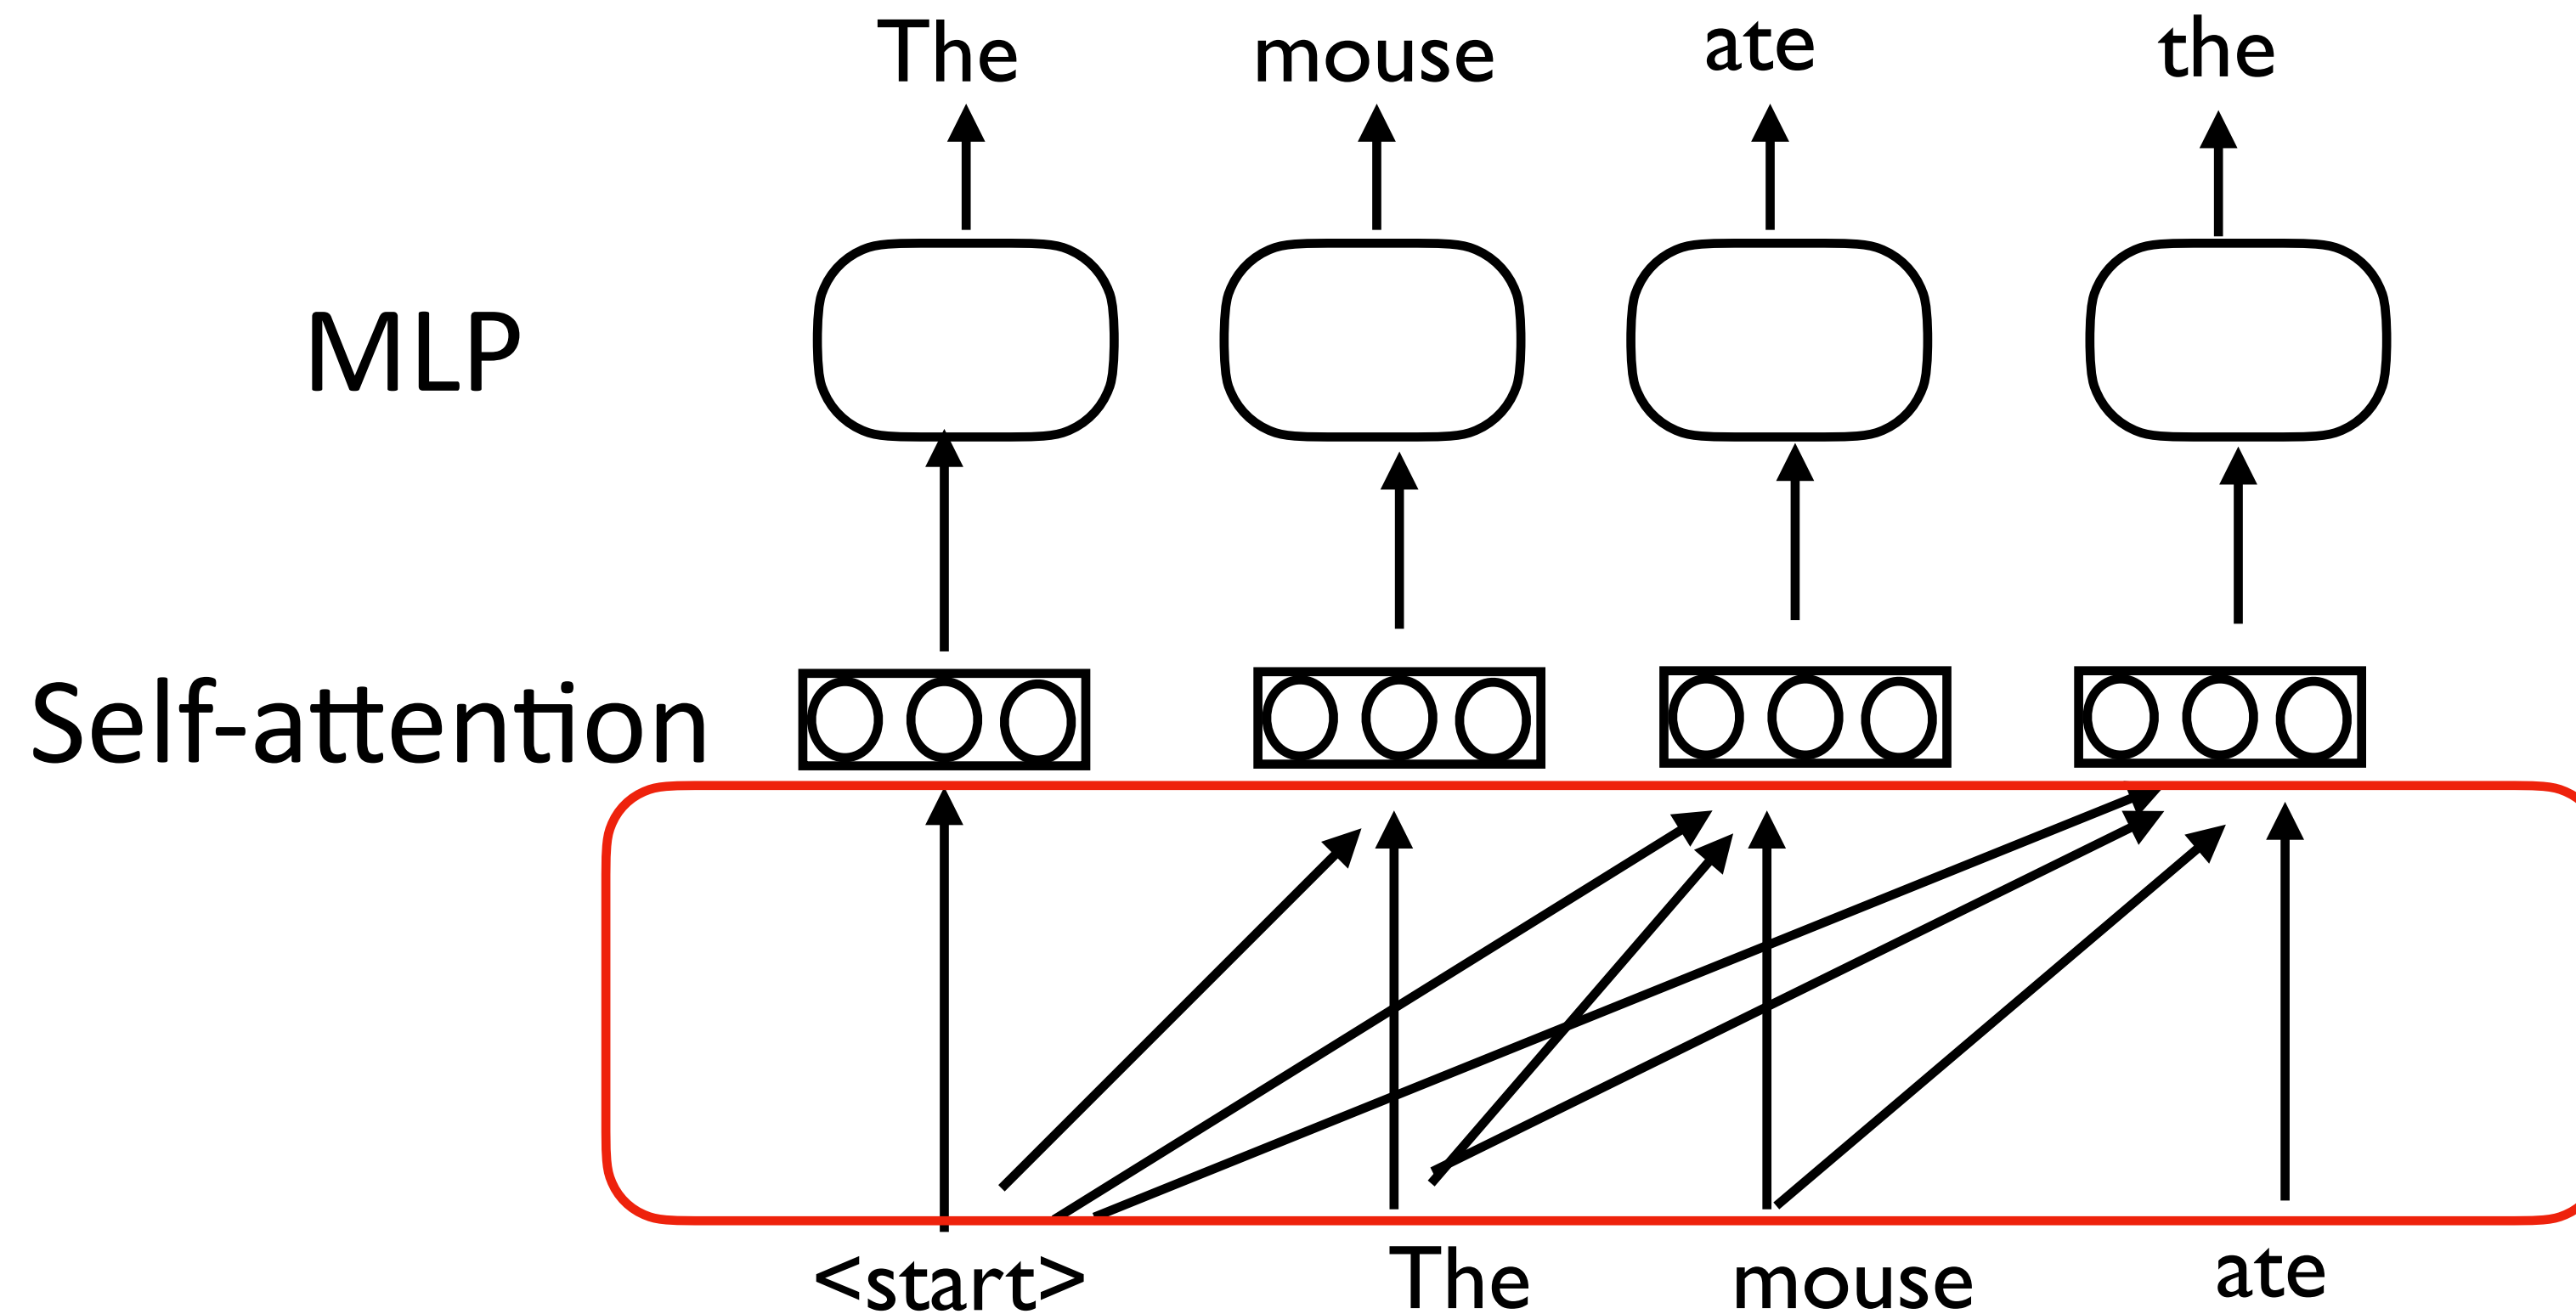 The mouse ate the
MLP
Self-attention
<start> The mouse ate